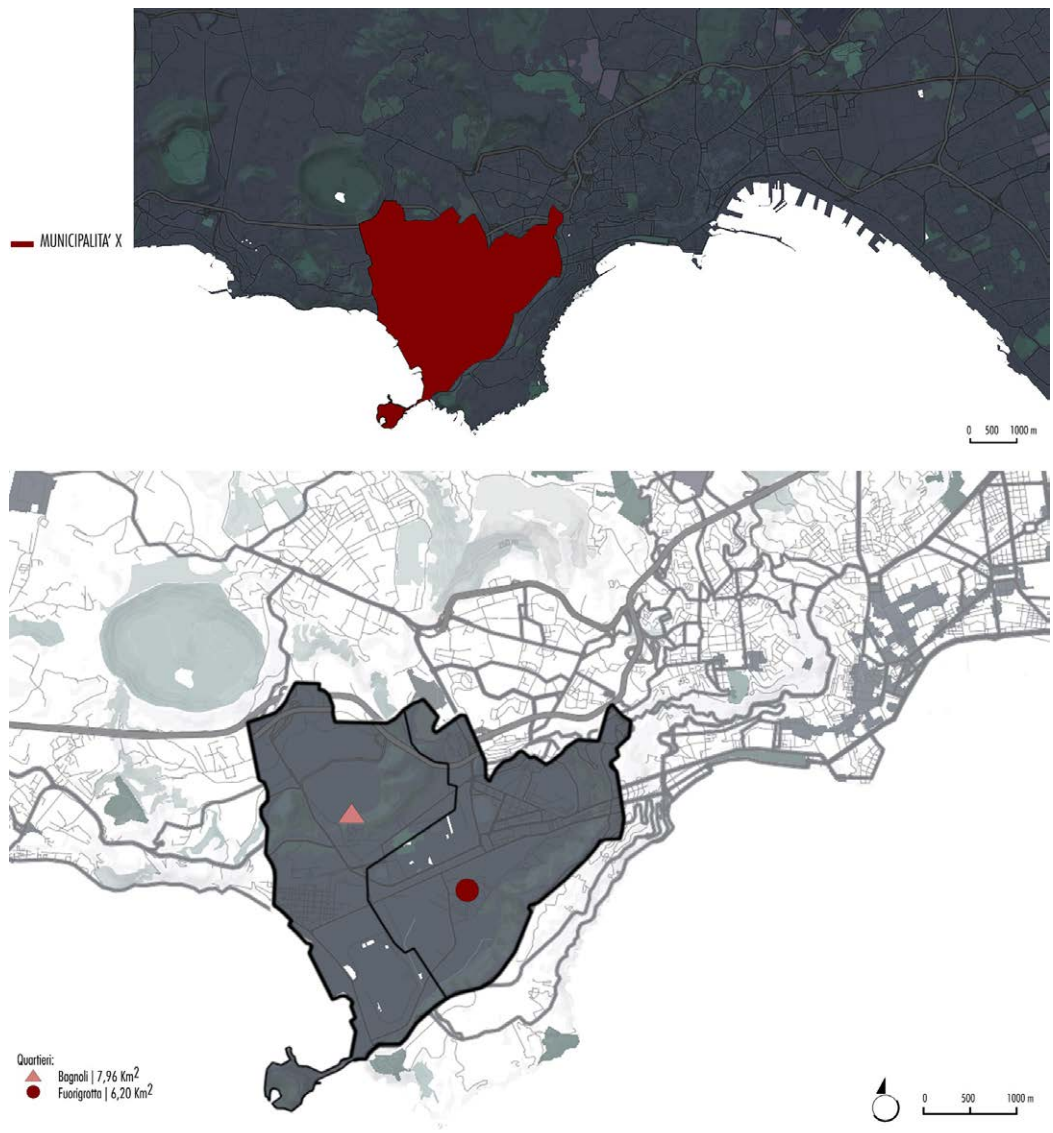 MUNICIPALITA' X
0 500 1000 m
Quartieri:
Bagnoli | 7,96 Km2
Fuorigrotta | 6,20 Km2
0 500 1000 m